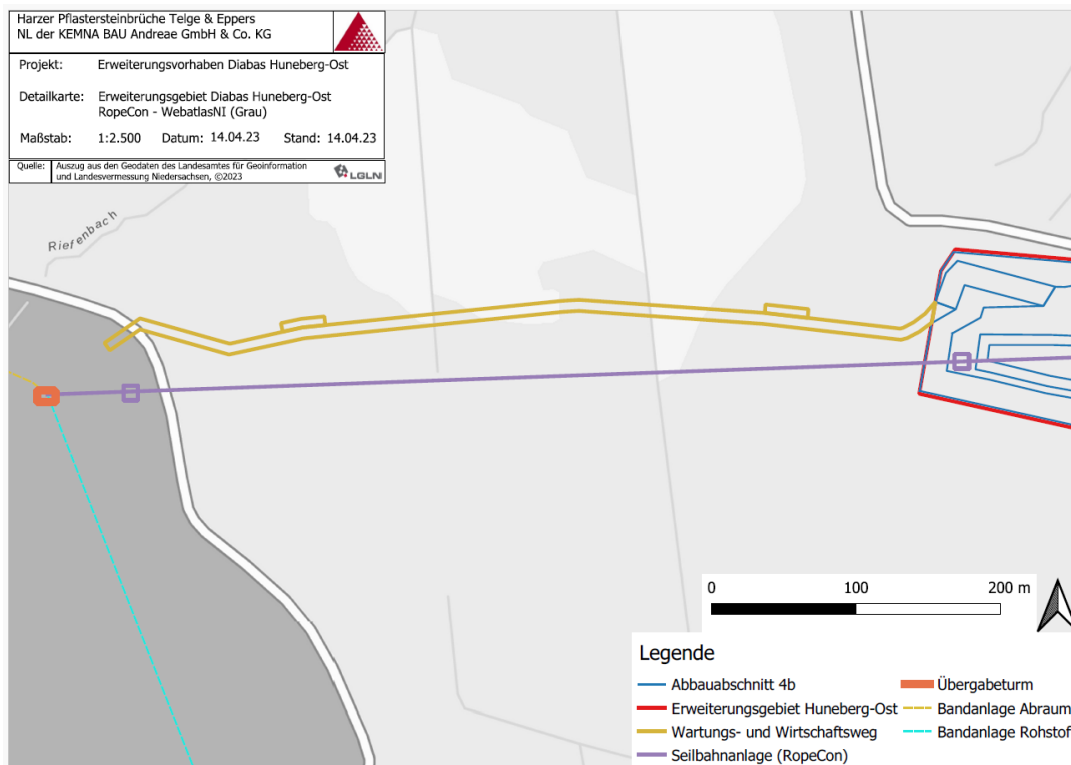 Harzer Pflastersteinbrüche Telge & Eppers
NL der KEMNA BAU Andreae GmbH & Co. KG
Projekt: Erweiterungsvorhaben Diabas Huneberg-Ost
Detailkarte: Erweiterungsgebiet Diabas Huneberg-Ost
RopeCon - WebatlasNI (Grau)
Maßstab: 1:2.500 Datum: 14.04.23 Stand: 14.04.23
Quelle: Auszug aus den Geodaten des Landesamtes für Geoinformation
und Landesvermessung Niedersachsen, ©2023
LGLN
Riefenbach
0 100 200 m
Legende
Abbauabschnitt 4b
Erweiterungsgebiet Huneberg-Ost
Wartungs- und Wirtschaftsweg
Seilbahnanlage (RopeCon)
Übergabeturm
Bandanlage Abraum
Bandanlage Rohstof